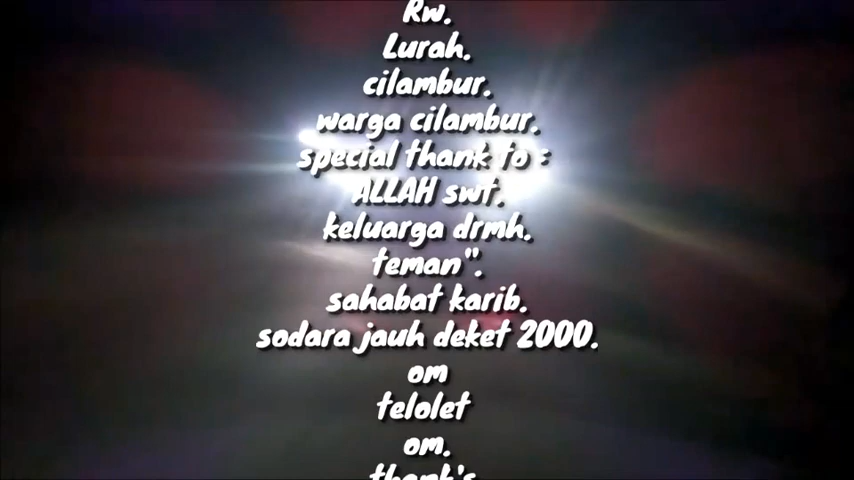 Rw.
Lurah.
cilambur.
warga cilambur.
special thank to :
ALLAH swt.
keluarga drmh.
teman".
sahabat karib.
sodara jauh deket 2000.
om
telolet
om.
thank's